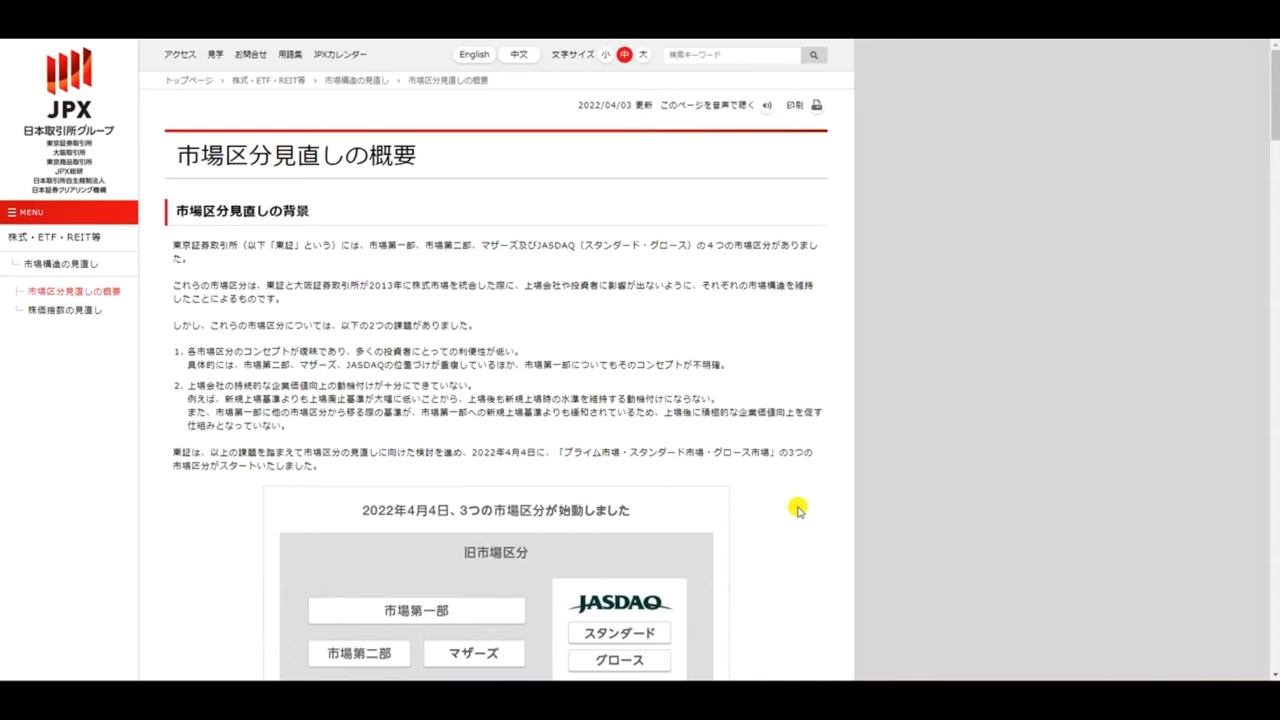 JPX
日本取引所グループ
東京証券取引所
大阪取引所
東京商品取引所
JPX総研
日本取引所自主規制法人
日本証券クリアリング機構
MENU
株式・ETF・REIT等
市場構造の見直し
市場区分見直しの概要
株価指数の見直し
アクセス 見学 お問合せ 用語集 JPXカレンダー English 中文 文字サイズ 小 中 大 検索キーワード
トップページ › 株式・ETF・REIT等 › 市場構造の見直し › 市場区分見直しの概要
2022/04/03 更新 このページを音声で聴く 印刷
市場区分見直しの概要
市場区分見直しの背景
東京証券取引所（以下「東証」という）には、市場第一部、市場第二部、マザーズ及びJASDAQ（スタンダード・グロース）の４つの市場区分がありまし
た。
これらの市場区分は、東証と大阪証券取引所が2013年に株式市場を統合した際に、上場会社や投資者に影響が出ないように、それぞれの市場構造を維持
したことによるものです。
しかし、これらの市場区分については、以下の2つの課題がありました。
1. 各市場区分のコンセプトが曖昧であり、多くの投資者にとっての利便性が低い。
具体的には、市場第二部、マザーズ、JASDAQの位置づけが重複しているほか、市場第一部についてもそのコンセプトが不明確。
2. 上場会社の持続的な企業価値向上の動機付けが十分にできていない。
例えば、新規上場基準よりも上場廃止基準が大幅に低いことから、上場後も新規上場時の水準を維持する動機付けにならない。
また、市場第一部に他の市場区分から移る際の基準が、市場第一部への新規上場基準よりも緩和されているため、上場後に積極的な企業価値向上を促す
仕組みとなっていない。
東証は、以上の課題を踏まえて市場区分の見直しに向けた検討を進め、2022年4月4日に、「プライム市場・スタンダード市場・グロース市場」の3つの
市場区分がスタートいたしました。
2022年4月4日、3つの市場区分が始動しました
旧市場区分
市場第一部
JASDAQ
スタンダード
市場第二部 マザーズ
グロース